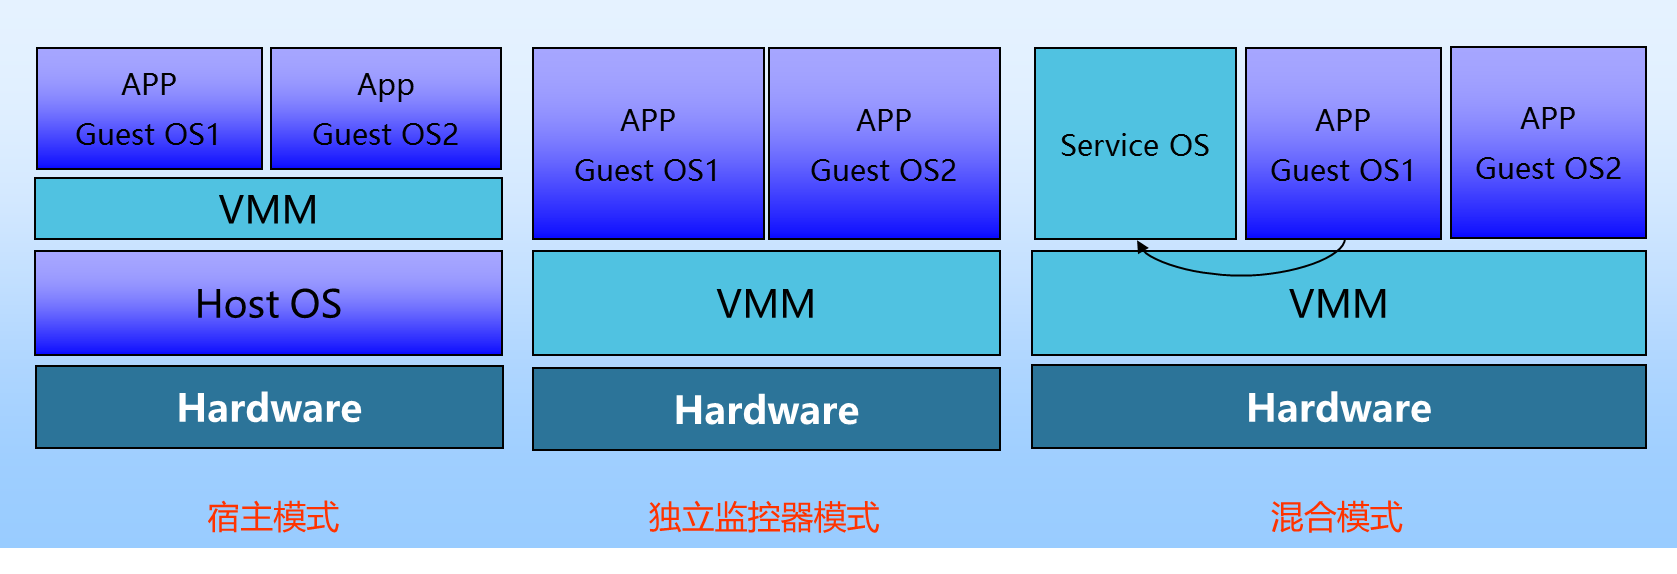 APP
Guest OS1
App
Guest OS2
VMM
Host OS
Hardware
宿主模式
APP
Guest OS1
APP
Guest OS2
VMM
Hardware
独立监控器模式
Service OS
APP
Guest OS1
APP
Guest OS2
VMM
Hardware
混合模式